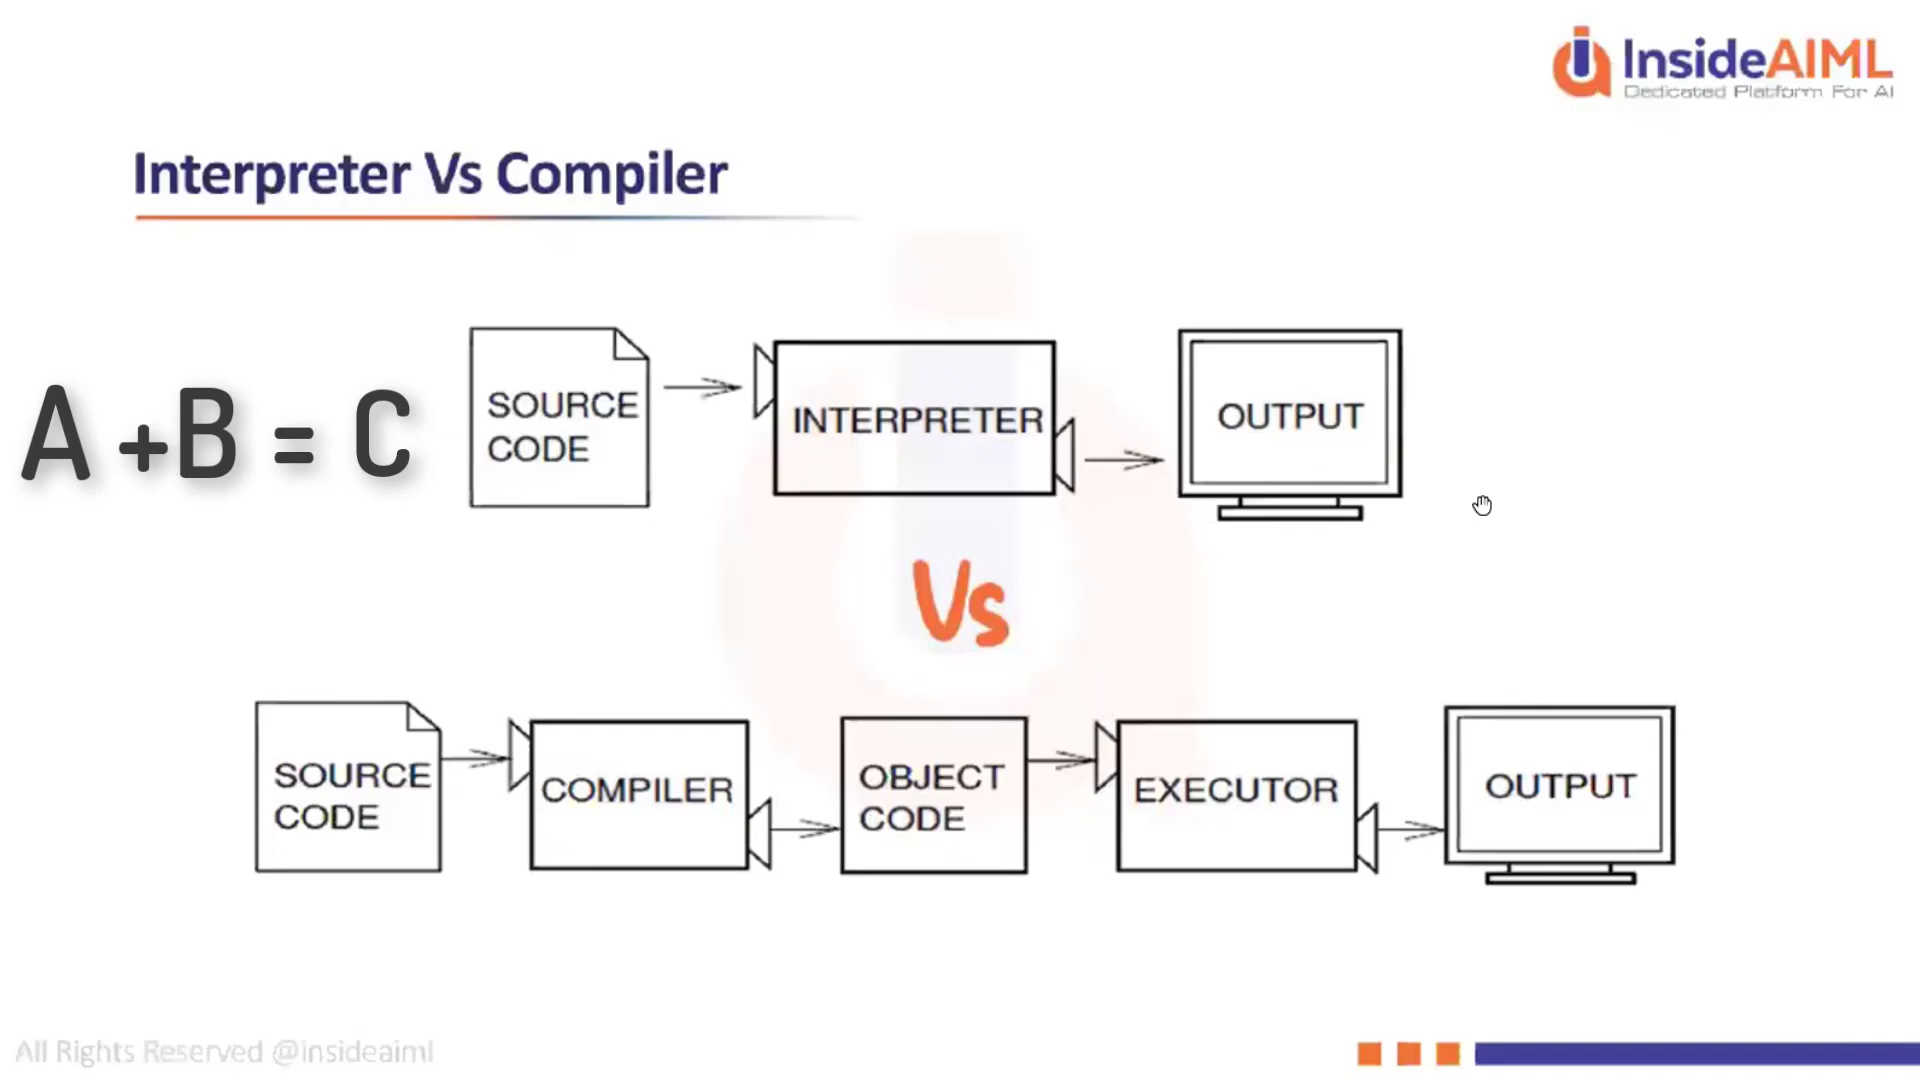 InsideAIML
Dedicated Platform For AI
Interpreter Vs Compiler
A +B = C
SOURCE
CODE
INTERPRETER
OUTPUT
Vs
SOURCE
CODE
COMPILER
OBJECT
CODE
EXECUTOR
OUTPUT
All Rights Reserved @insideaiml